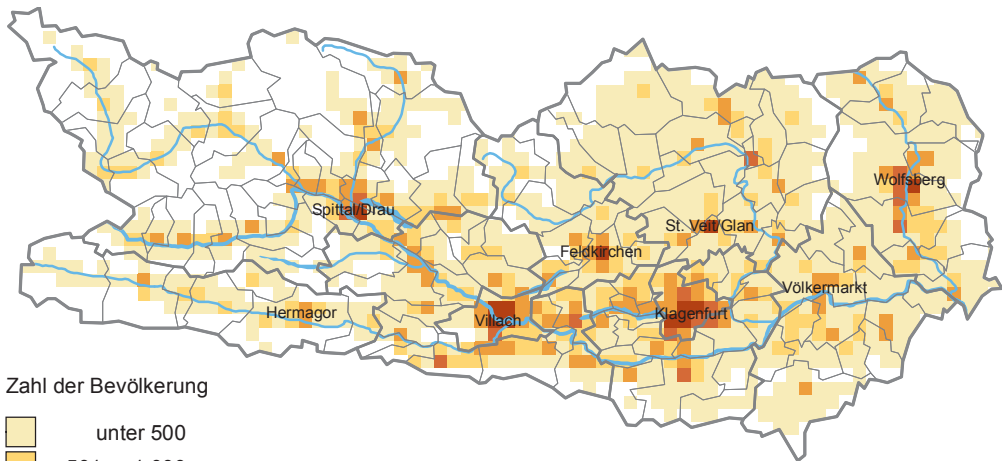 Spittal/Drau
Wolfsberg
St. Veit/Glan
Feldkirchen
Völkermarkt
Hermagor
Villach
Klagenfurt
Zahl der Bevölkerung
unter 500